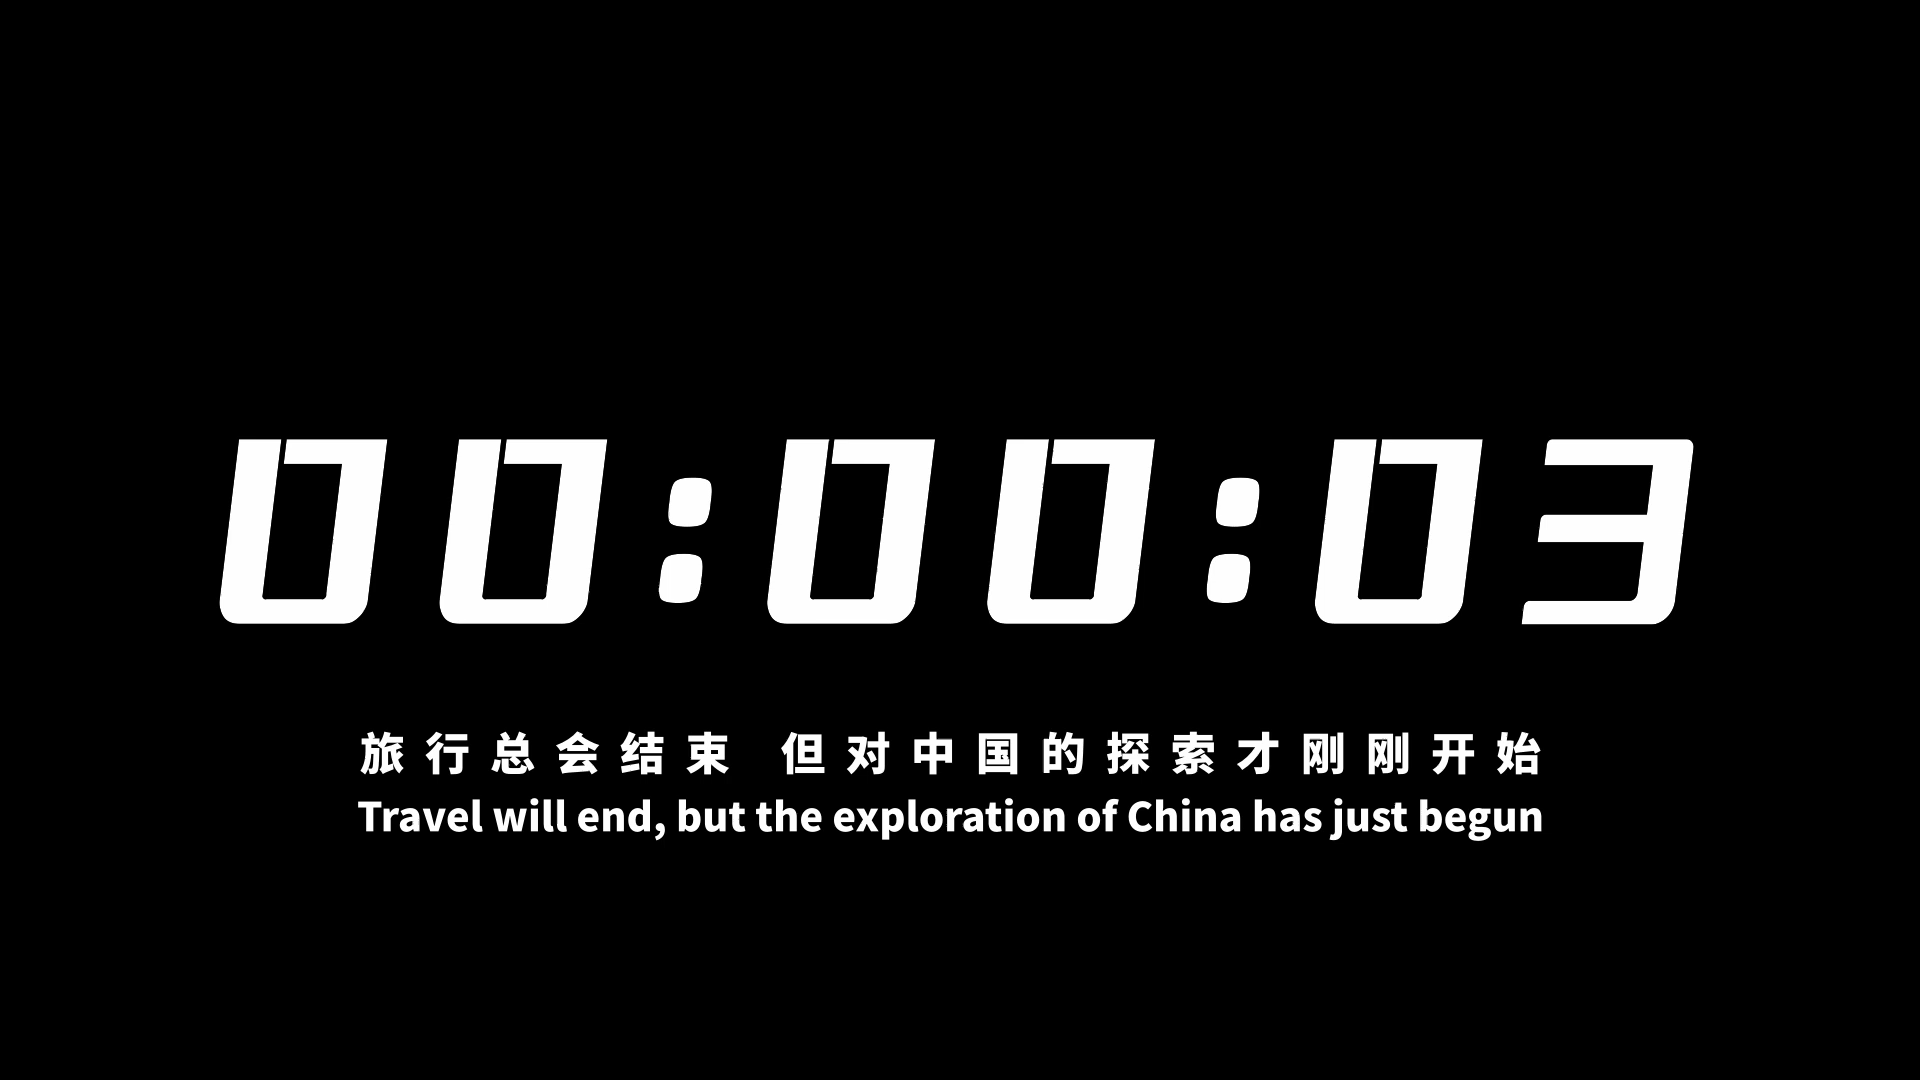 00:00:03
旅行总会结束 但对中国的探索才刚刚开始
Travel will end, but the exploration of China has just begun